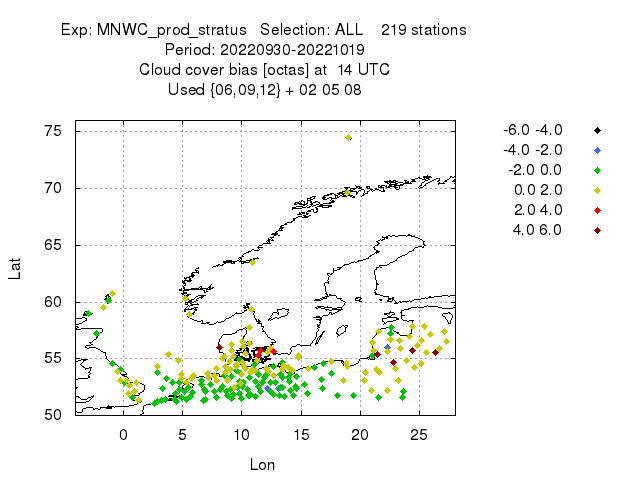 Exp: MNWC_prod_stratus Selection: ALL 219 stations
Period: 20220930-20221019
Cloud cover bias [octas] at 14 UTC
Used {06,09,12} + 02 05 08
-6.0 -4.0
-4.0 -2.0
-2.0 0.0
0.0 2.0
2.0 4.0
4.0 6.0
75
70
65
60
55
50
Lat
0 5 10 15 20 25
Lon